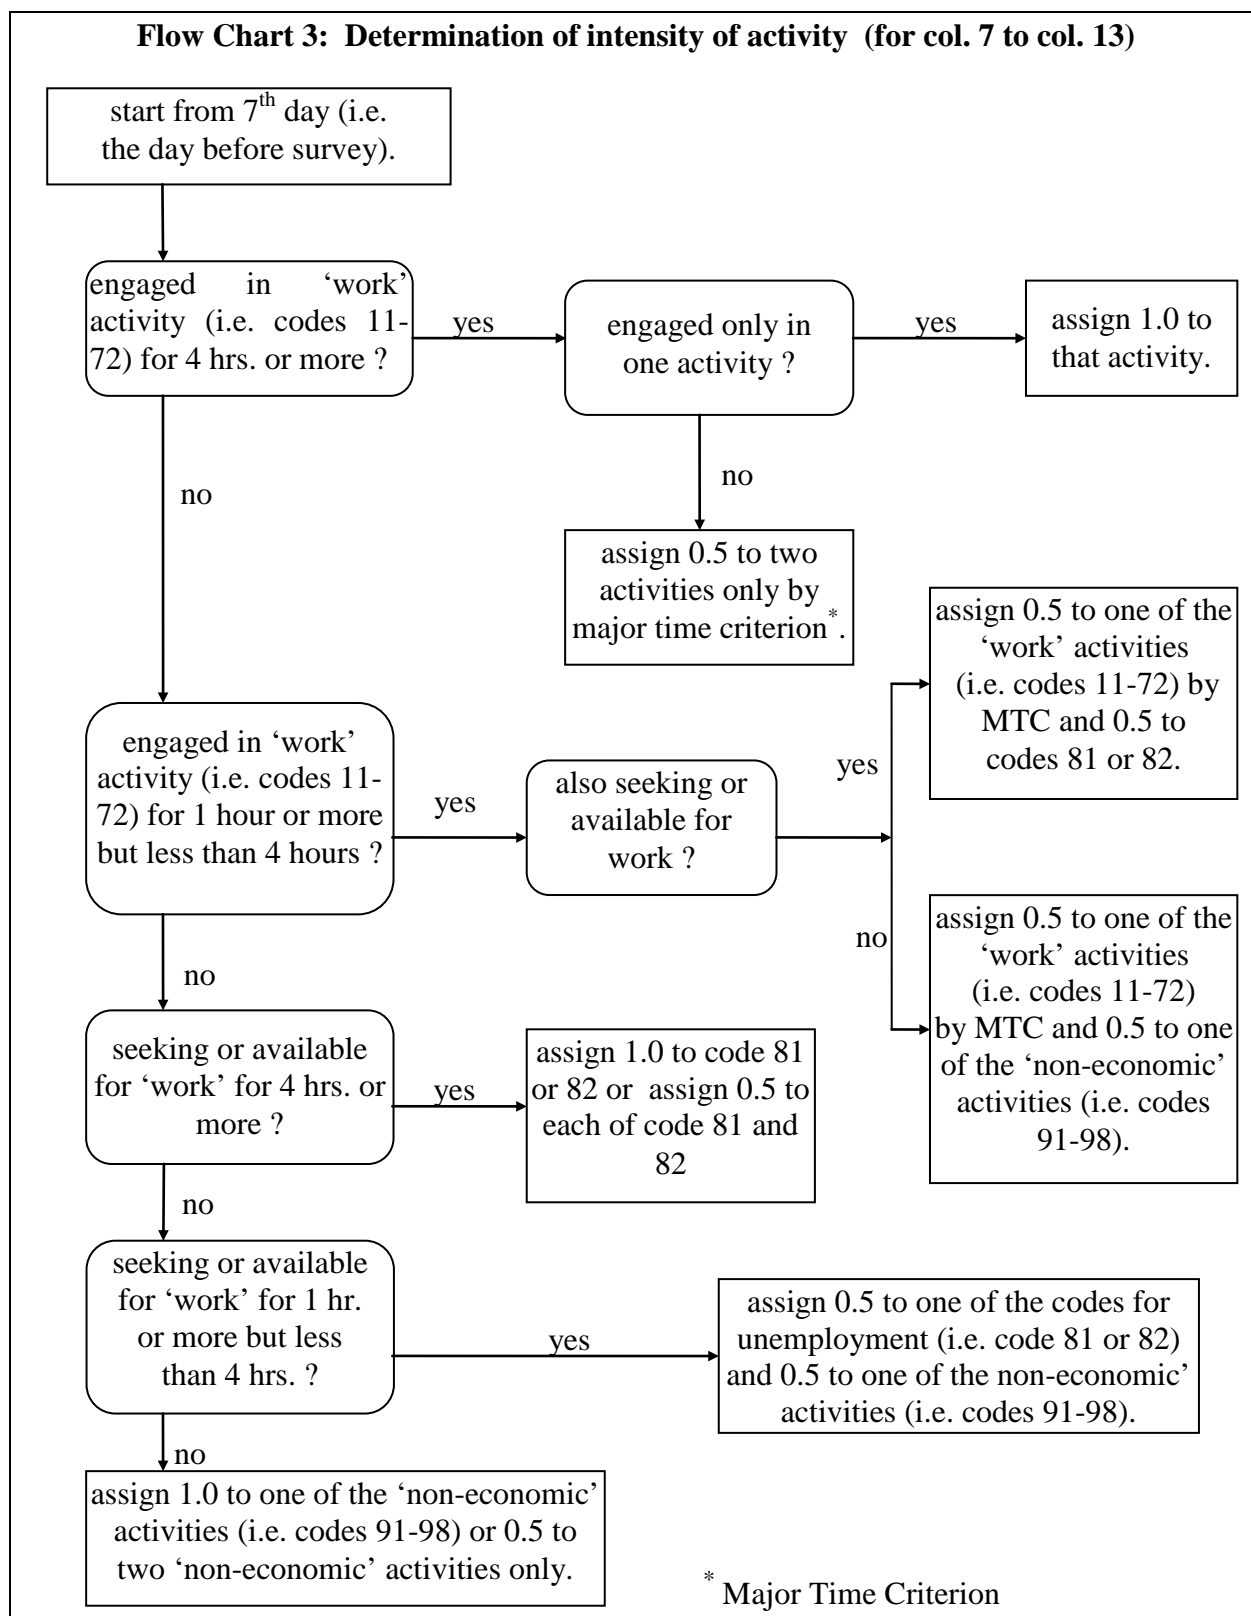 Flow Chart 3:  Determination of intensity of activity  (for col. 7 to col. 13)
start from 7th day (i.e.
the day before survey).
engaged in ‘work’
activity (i.e. codes 11-
72) for 4 hrs. or more ?
yes
engaged only in
one activity ?
yes
assign 1.0 to
that activity.
no
no
assign 0.5 to two
activities only by
major time criterion*.
assign 0.5 to one of the
‘work’ activities
(i.e. codes 11-72) by
MTC and 0.5 to
codes 81 or 82.
engaged in ‘work’
activity (i.e. codes 11-
72) for 1 hour or more
but less than 4 hours ?
yes
also seeking or
available for
work ?
yes
no
assign 0.5 to one of the
‘work’ activities
(i.e. codes 11-72)
by MTC and 0.5 to one
of the ‘non-economic’
activities (i.e. codes
91-98).
no
seeking or available
for ‘work’ for 4 hrs. or
more ?
yes
assign 1.0 to code 81
or 82 or  assign 0.5 to
each of code 81 and
82
no
seeking or available
for ‘work’ for 1 hr.
or more but less
than 4 hrs. ?
yes
assign 0.5 to one of the codes for
unemployment (i.e. code 81 or 82)
and 0.5 to one of the non-economic’
activities (i.e. codes 91-98).
no
assign 1.0 to one of the ‘non-economic’
activities (i.e. codes 91-98) or 0.5 to
two ‘non-economic’ activities only.
* Major Time Criterion